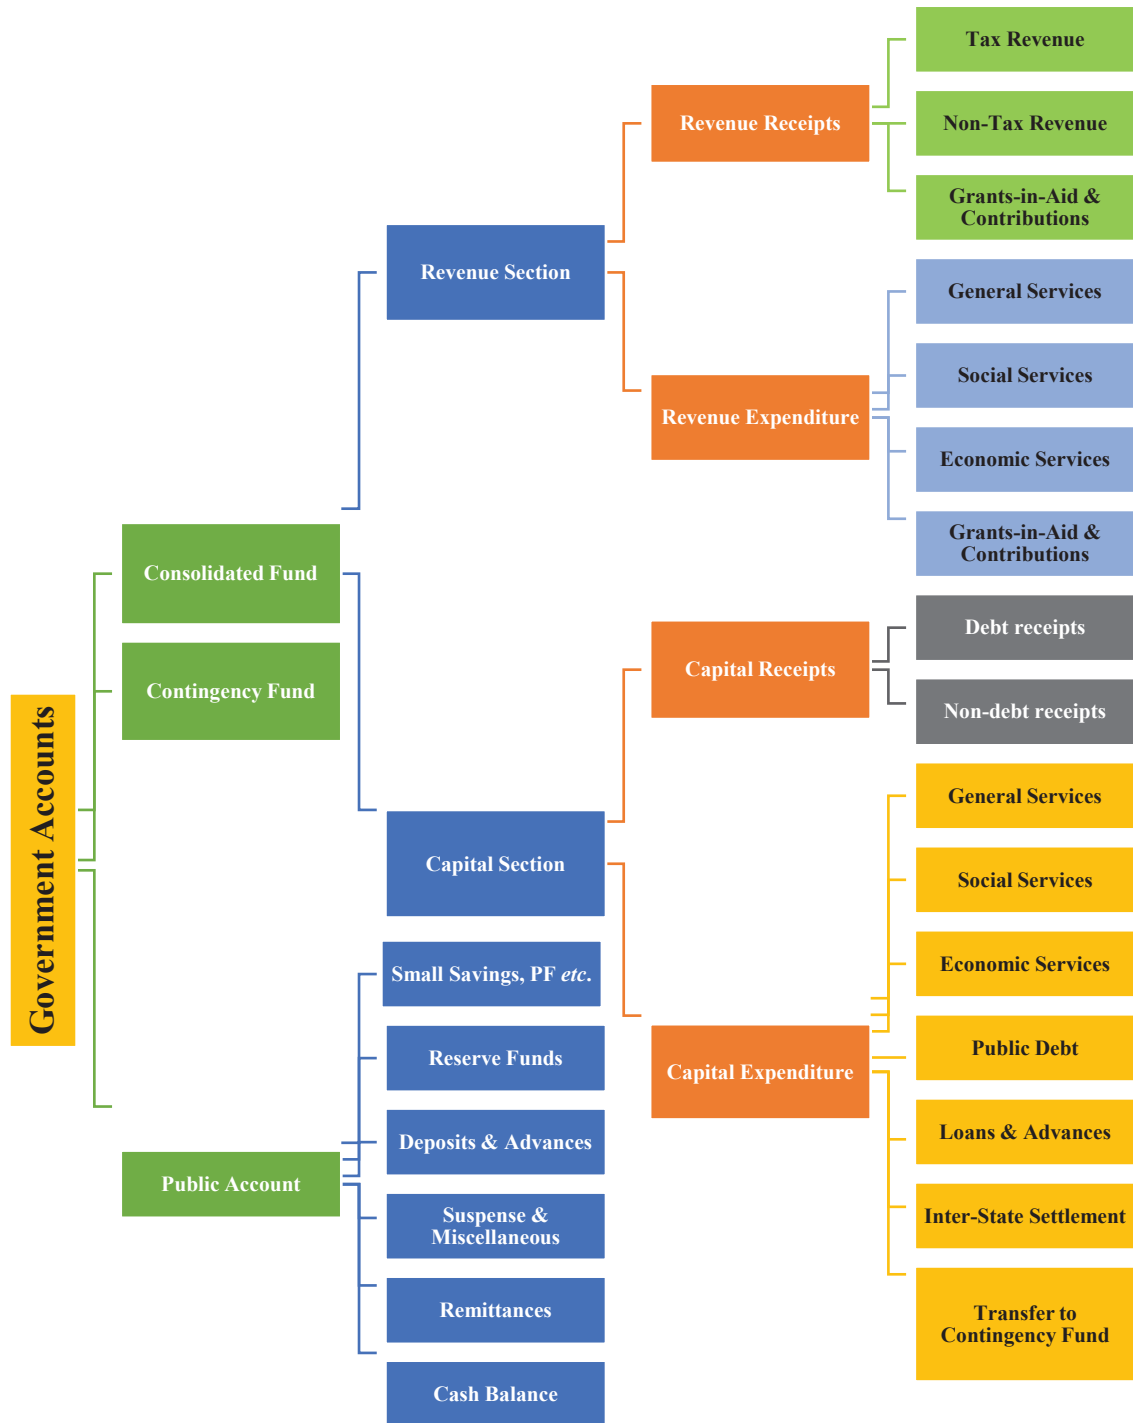 Government Accounts
Consolidated Fund
Contingency Fund
Public Account
Revenue Section
Capital Section
Small Savings, PF etc.
Reserve Funds
Deposits & Advances
Suspense &
Miscellaneous
Remittances
Cash Balance
Revenue Receipts
Revenue Expenditure
Capital Receipts
Capital Expenditure
Tax Revenue
Non-Tax Revenue
Grants-in-Aid &
Contributions
General Services
Social Services
Economic Services
Grants-in-Aid &
Contributions
Debt receipts
Non-debt receipts
General Services
Social Services
Economic Services
Public Debt
Loans & Advances
Inter-State Settlement
Transfer to
Contingency Fund